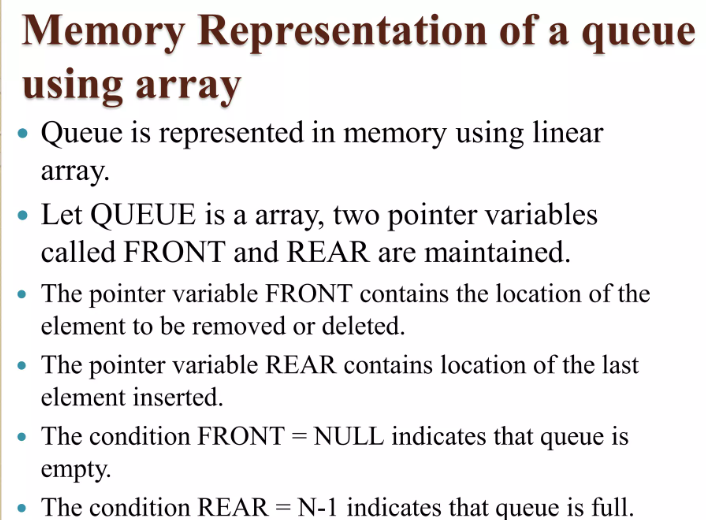 Memory Representation of a queue
using array
• Queue is represented in memory using linear
array.
• Let QUEUE is a array, two pointer variables
called FRONT and REAR are maintained.
• The pointer variable FRONT contains the location of the
element to be removed or deleted.
• The pointer variable REAR contains location of the last
element inserted.
• The condition FRONT = NULL indicates that queue is
empty.
• The condition REAR = N-1 indicates that queue is full.